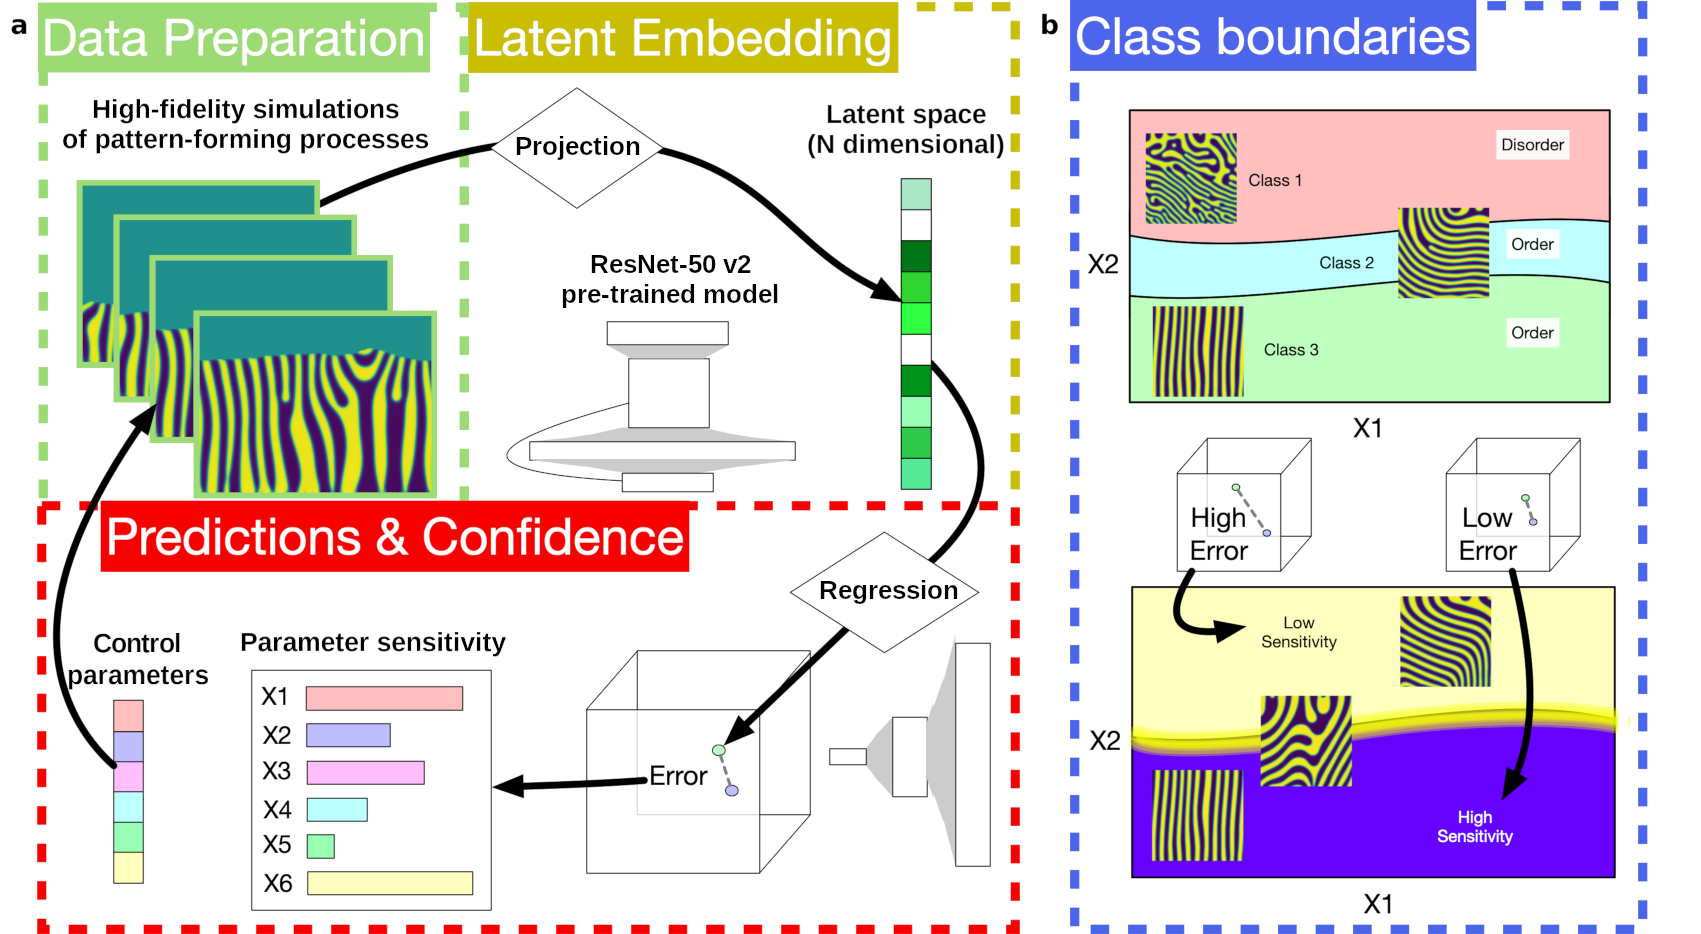 a
Data Preparation
Latent Embedding
High-fidelity simulations
of pattern-forming processes
Projection
Latent space
(N dimensional)
ResNet-50 v2
pre-trained model
Predictions & Confidence
Regression
Control
parameters
Parameter sensitivity
X1
X2
X3
X4
X5
X6
Error
b
Class boundaries
Disorder
Class 1
Order
Class 2
X2
Order
Class 3
X1
High
Error
Low
Error
Low
Sensitivity
X2
High
Sensitivity
X1